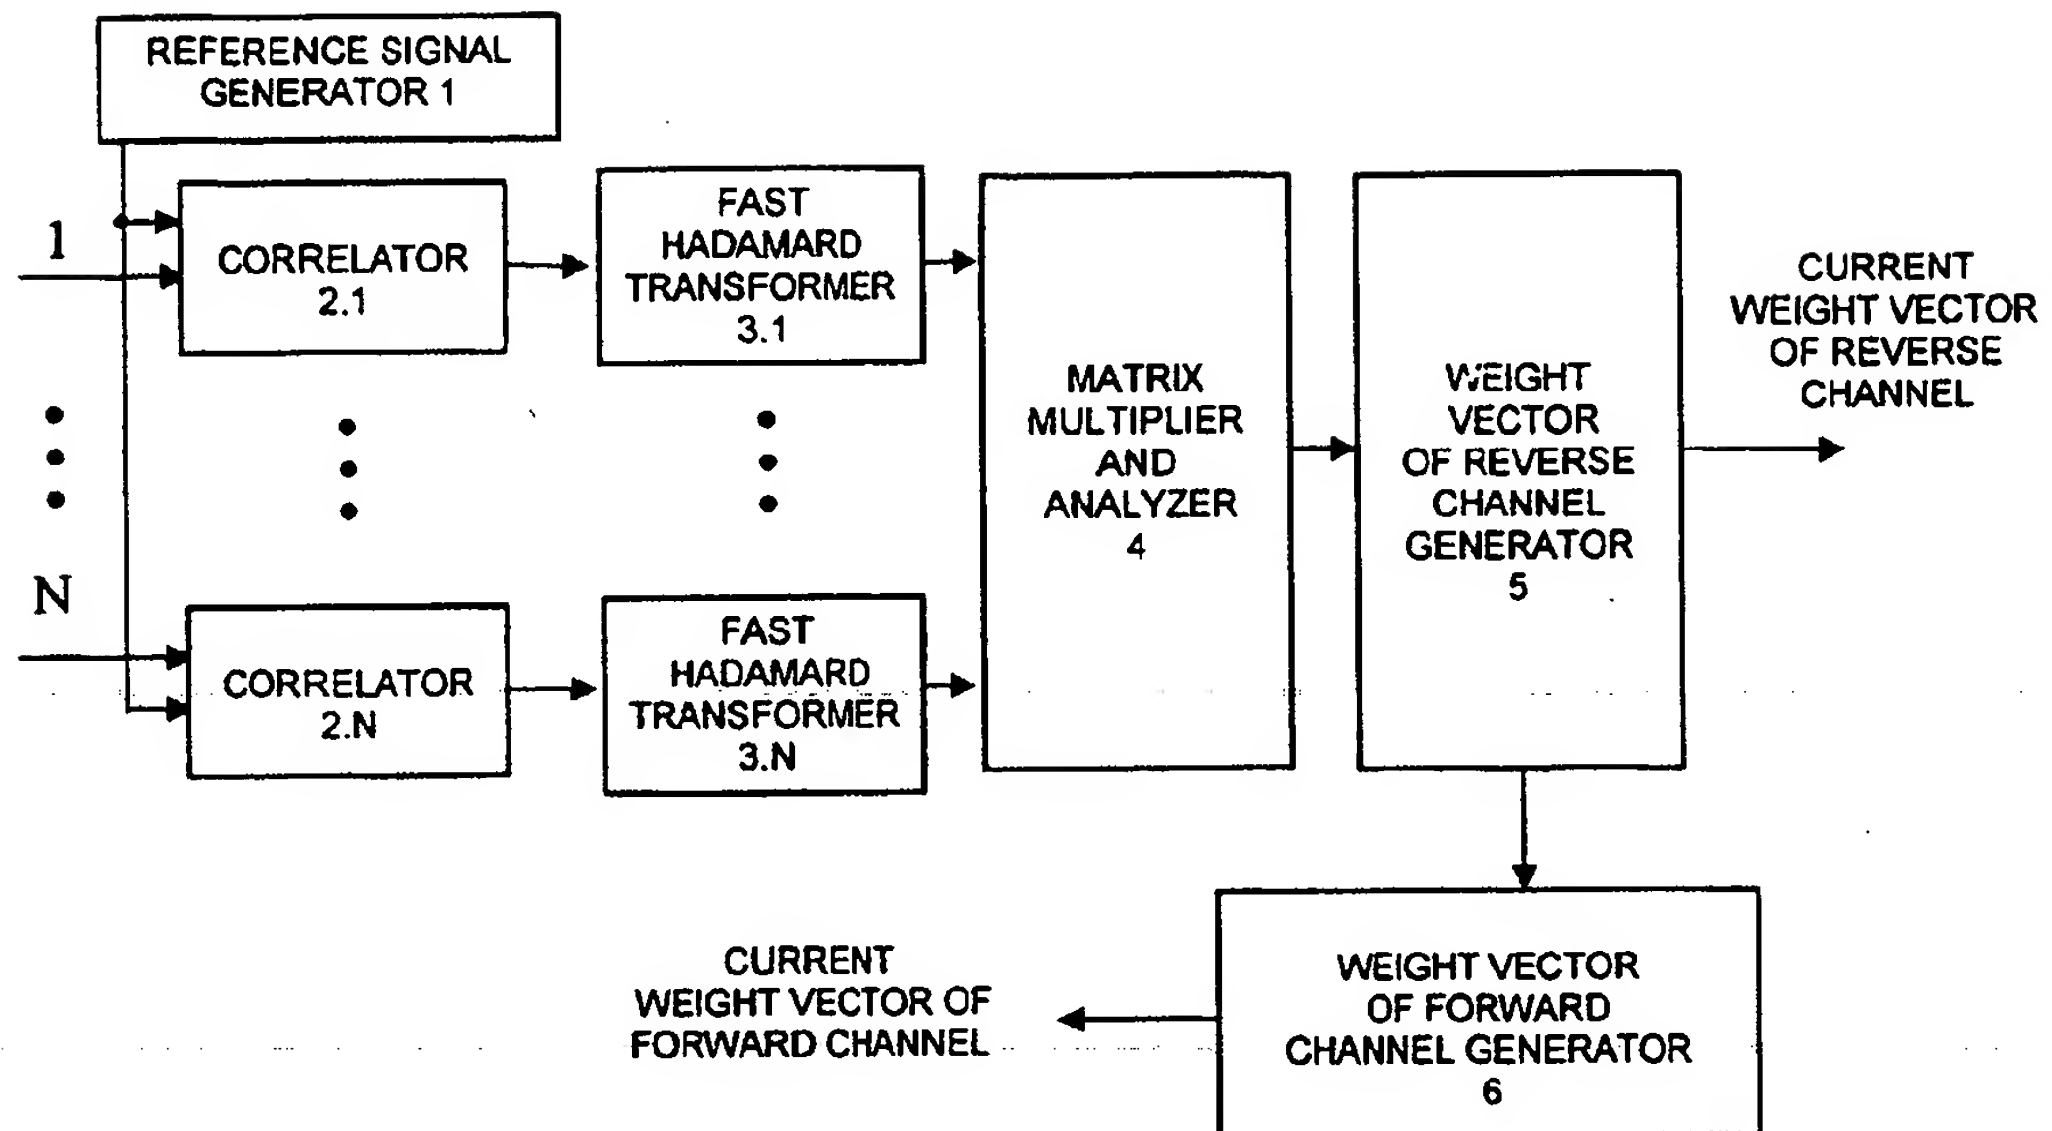 REFERENCE SIGNAL
GENERATOR 1
1
CORRELATOR
2.1
FAST
HADAMARD
TRANSFORMER
3.1
MATRIX
MULTIPLIER
AND
ANALYZER
4
WEIGHT
VECTOR
OF REVERSE
CHANNEL
GENERATOR
5
CURRENT
WEIGHT VECTOR
OF REVERSE
CHANNEL
N
CORRELATOR
2.N
FAST
HADAMARD
TRANSFORMER
3.N
CURRENT
WEIGHT VECTOR OF
FORWARD CHANNEL
WEIGHT VECTOR
OF FORWARD
CHANNEL GENERATOR
6